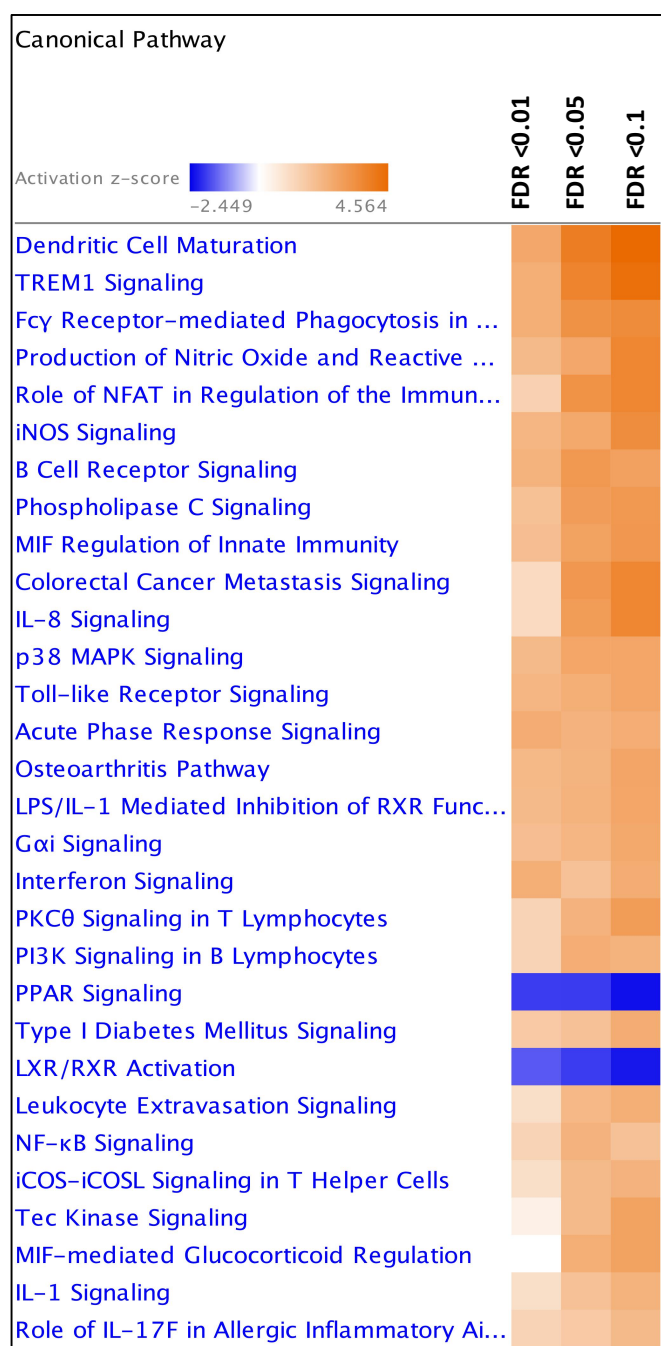 Canonical Pathway
FDR <0.01
FDR <0.05
FDR <0.1
Activation z-score
−2.449 4.564
Dendritic Cell Maturation
TREM1 Signaling
Fcγ Receptor−mediated Phagocytosis in ...
Production of Nitric Oxide and Reactive ...
Role of NFAT in Regulation of the Immun...
iNOS Signaling
B Cell Receptor Signaling
Phospholipase C Signaling
MIF Regulation of Innate Immunity
Colorectal Cancer Metastasis Signaling
IL−8 Signaling
p38 MAPK Signaling
Toll−like Receptor Signaling
Acute Phase Response Signaling
Osteoarthritis Pathway
LPS/IL−1 Mediated Inhibition of RXR Func...
Gαi Signaling
Interferon Signaling
PKCθ Signaling in T Lymphocytes
PI3K Signaling in B Lymphocytes
PPAR Signaling
Type I Diabetes Mellitus Signaling
LXR/RXR Activation
Leukocyte Extravasation Signaling
NF−κB Signaling
iCOS−iCOSL Signaling in T Helper Cells
Tec Kinase Signaling
MIF−mediated Glucocorticoid Regulation
IL−1 Signaling
Role of IL−17F in Allergic Inflammatory Ai...